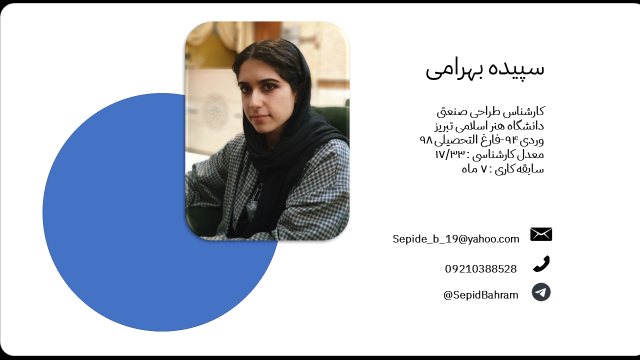 سپیده بهرامی
کارشناس طراحی صنعتی
دانشگاه هنر اسلامی تبریز
وردی ۹۴-فارغ التحصیلی ۹۸
معدل کارشناسی : ۱۷/۳۳
سابقه کاری : ۷ ماه
Sepide_b_19@yahoo.com
09210388528
@SepidBahram